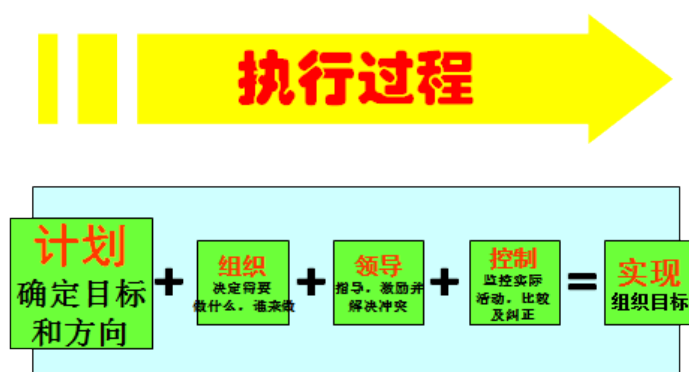 执行过程
计划
确定目标
和方向
+
组织
决定需要
做什么，谁来做
+
领导
指导，激励并
解决冲突
+
控制
监控实际
活动，比较
及纠正
=
实现
组织目标